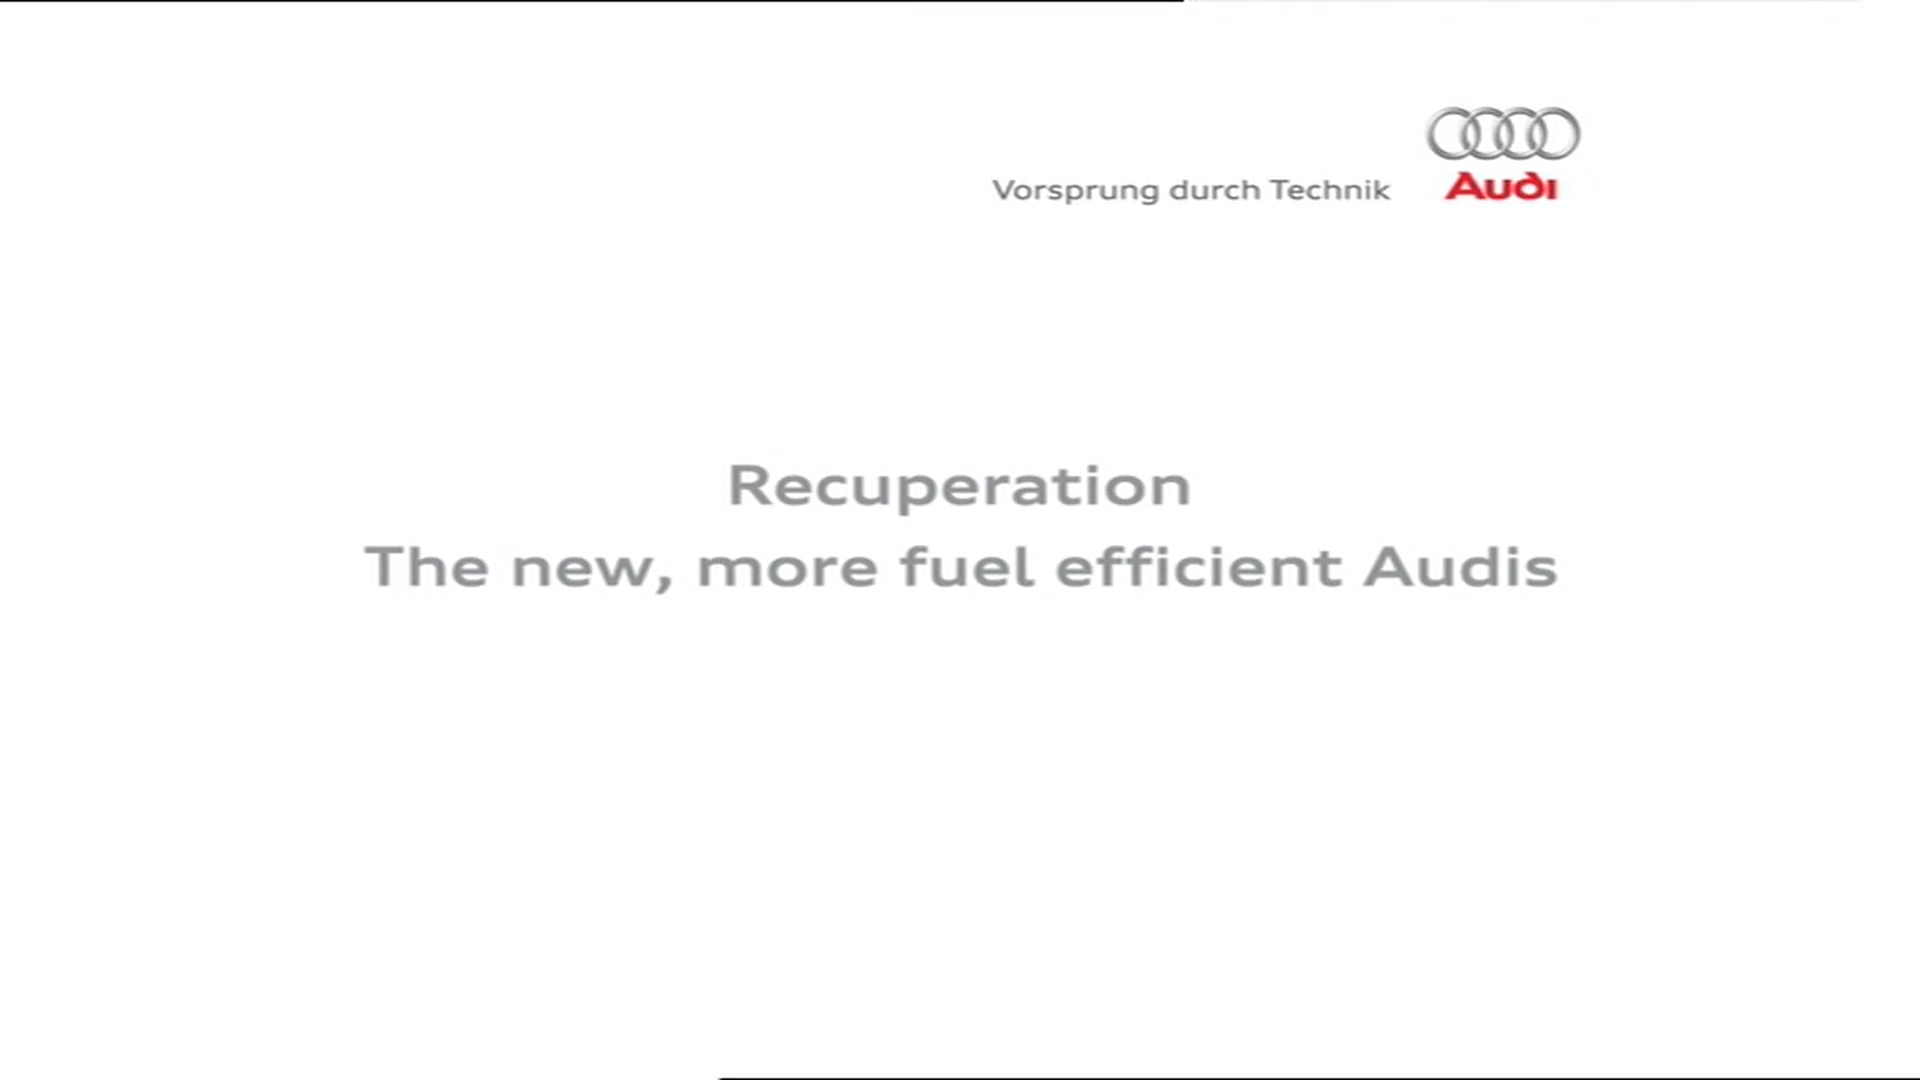 Vorsprung durch Technik
Audi
Recuperation
The new, more fuel efficient Audis